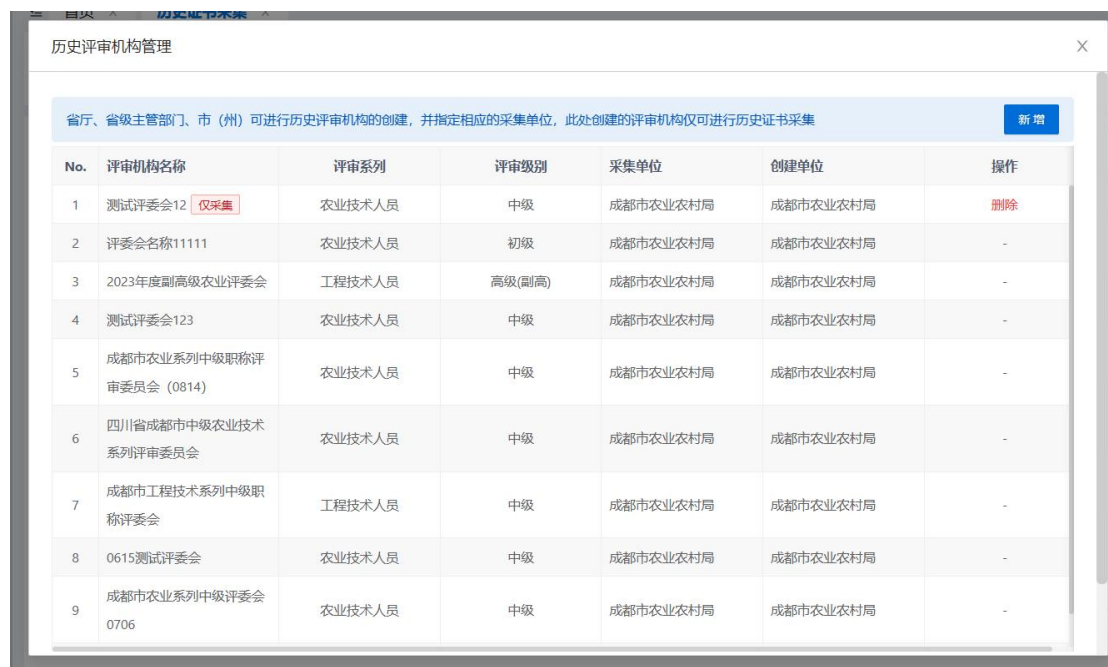 首页 × 历史证书采集 ×
历史评审机构管理
省厅、省级主管部门、市（州）可进行历史评审机构的创建，并指定相应的采集单位，此处创建的评审机构仅可进行历史证书采集 新增
No. 评审机构名称 评审系列 评审级别 采集单位 创建单位 操作
1 测试评委会12 仅采集 农业技术人员 中级 成都市农业农村局 成都市农业农村局 删除
2 评委会名称11111 农业技术人员 初级 成都市农业农村局 成都市农业农村局 -
3 2023年度副高级农业评委会 工程技术人员 高级(副高) 成都市农业农村局 成都市农业农村局 -
4 测试评委会123 农业技术人员 中级 成都市农业农村局 成都市农业农村局 -
5 成都市农业系列中级职称评 农业技术人员 中级 成都市农业农村局 成都市农业农村局 -
审委员会（0814）
6 四川省成都市中级农业技术 农业技术人员 中级 成都市农业农村局 成都市农业农村局 -
系列评审委员会
7 成都市工程技术系列中级职 工程技术人员 中级 成都市农业农村局 成都市农业农村局 -
称评委会
8 0615测试评委会 农业技术人员 中级 成都市农业农村局 成都市农业农村局 -
9 成都市农业系列中级评委会 农业技术人员 中级 成都市农业农村局 成都市农业农村局 -
0706